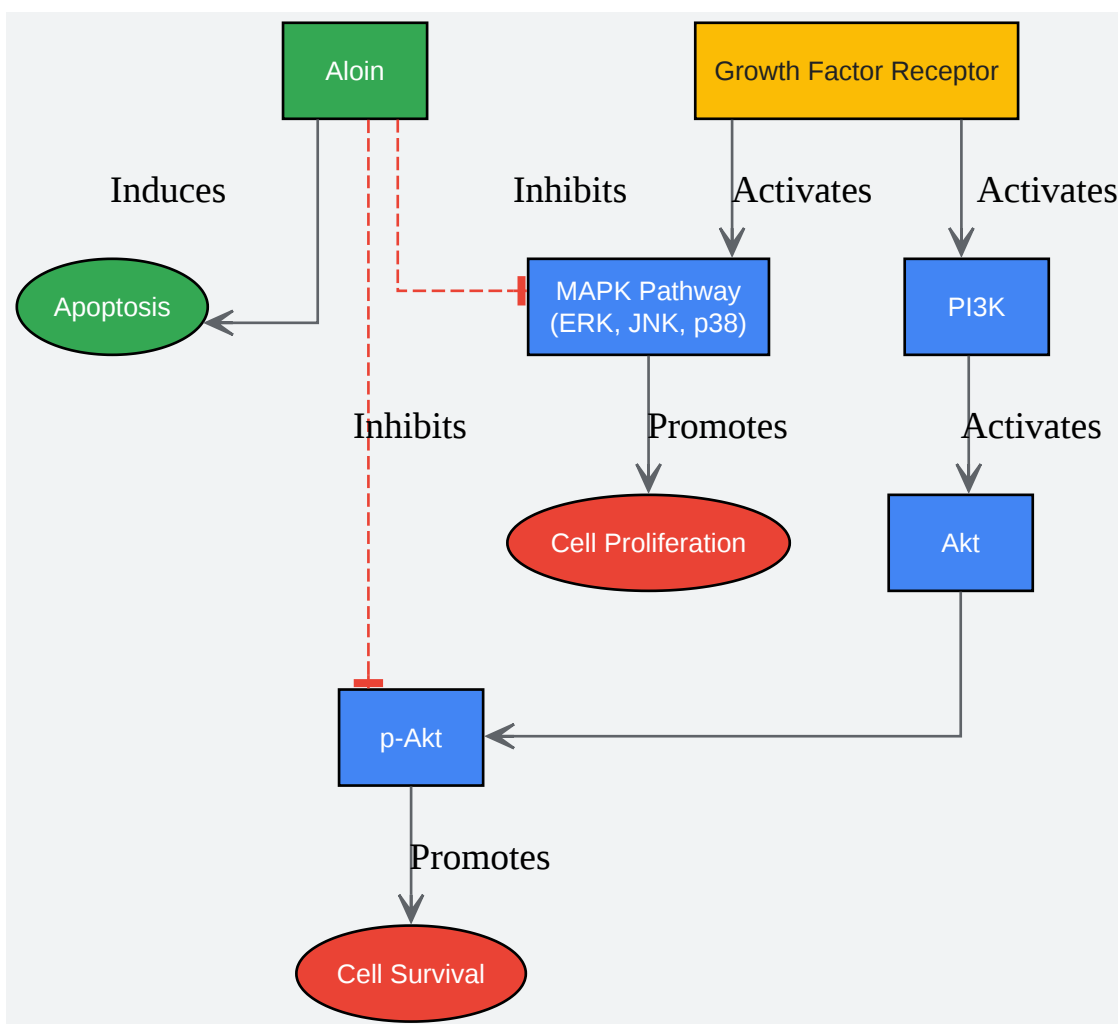 Aloin
Growth Factor Receptor
Induces
Inhibits
Activates
Activates
Apoptosis
MAPK Pathway
(ERK, JNK, p38)
PI3K
Inhibits
Promotes
Activates
Cell Proliferation
Akt
p-Akt
Promotes
Cell Survival